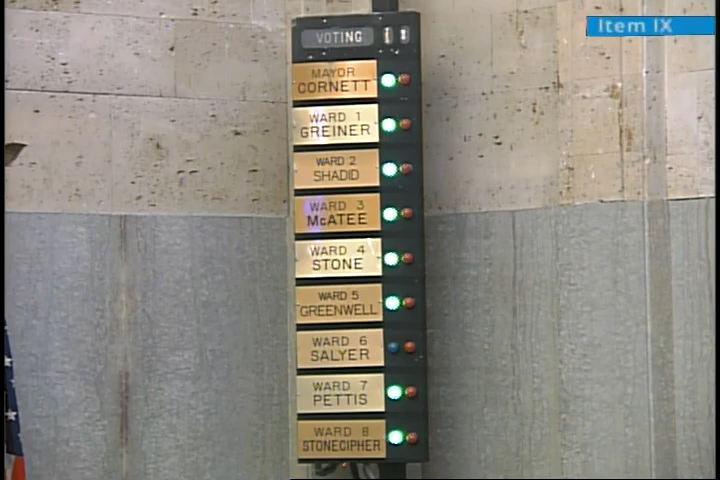 Item IX
VOTING
MAYOR
CORNETT
WARD 1
GREINER
WARD 2
SHADID
WARD 3
McATEE
WARD 4
STONE
WARD 5
GREENWELL
WARD 6
SALYER
WARD 7
PETTIS
WARD 8
STONECIPHER